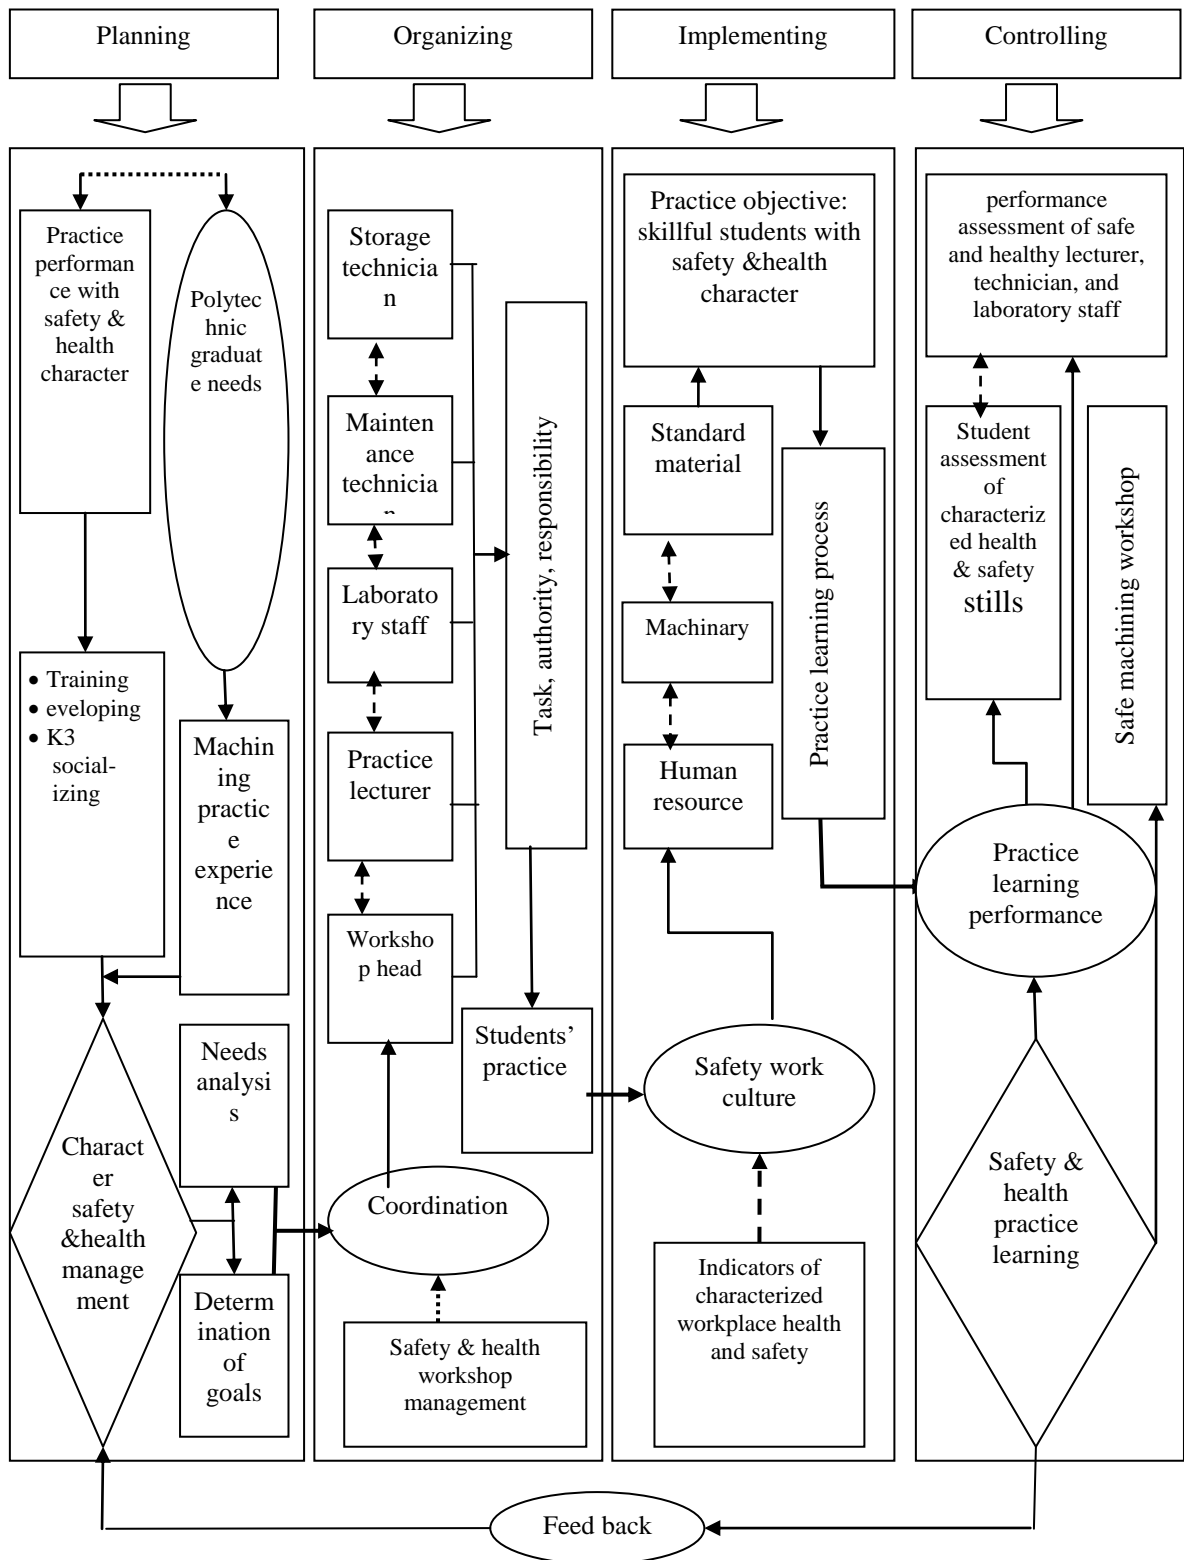 Planning
Organizing
Implementing
Controlling
Practice
performan
ce with
safety &
health
character
Polytec
hnic
graduat
e needs
• Training
• eveloping
• K3
social-
izing
Machin
ing
practic
e
experie
nce
Needs
analysi
s
Charact
er
safety
&health
manage
ment
Determ
ination
of
goals
Storage
technicia
n
Mainten
ance
technicia
n
Laborato
ry staff
Practice
lecturer
Worksho
p head
Task, authority, responsibility
Students’
practice
Coordination
Safety & health
workshop
management
Practice objective:
skillful students with
safety &health
character
Standard
material
Machinary
Human
resource
Practice learning process
Safety work
culture
Indicators of
characterized
workplace health
and safety
performance
assessment of safe
and healthy lecturer,
technician, and
laboratory staff
Student
assessment
of
characteriz
ed health
& safety
stills
Safe machining workshop
Practice
learning
performance
Safety &
health
practice
learning
Feed back